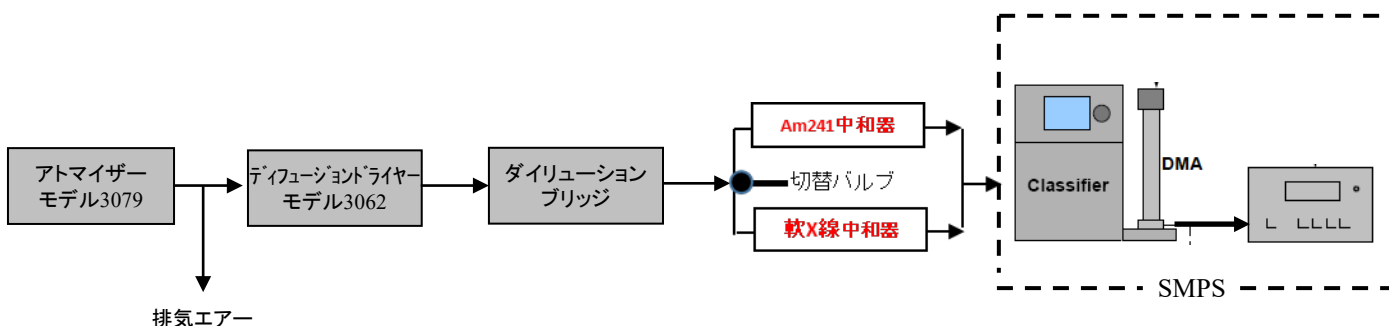 アトマイザー
モデル3079
排気エアー
ディフュージョンドライヤー
モデル3062
ダイリューション
ブリッジ
Am241中和器
切替バルブ
軟X線中和器
Classifier
DMA
SMPS